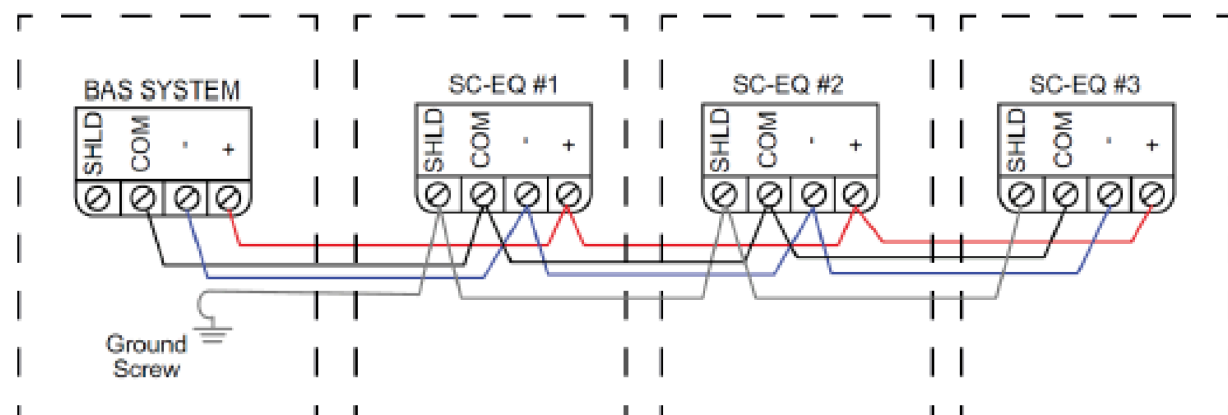 BAS SYSTEM
SHLD
COM
-
+
SC-EQ #1
SHLD
COM
-
+
SC-EQ #2
SHLD
COM
-
+
SC-EQ #3
SHLD
COM
-
+
Ground
Screw